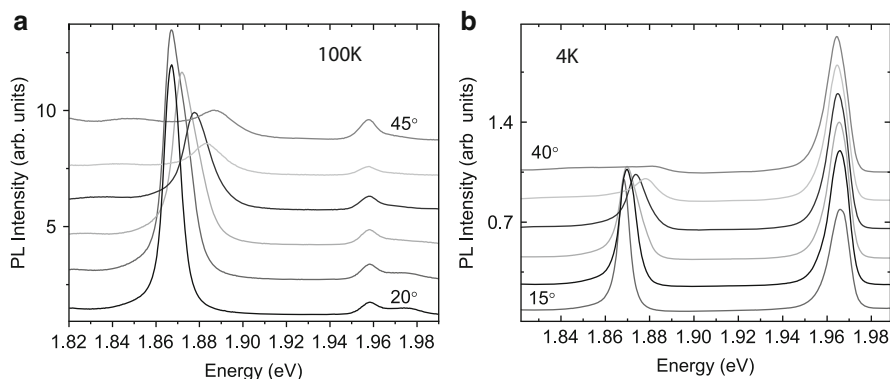 a
100K
PL Intensity (arb. units)
10
5
45°
20°
1.82 1.84 1.86 1.88 1.90 1.92 1.94 1.96 1.98
Energy (eV)
b
4K
PL Intensity (arb units)
1.4
0.7
40°
15°
1.84 1.86 1.88 1.90 1.92 1.94 1.96 1.98
Energy (eV)